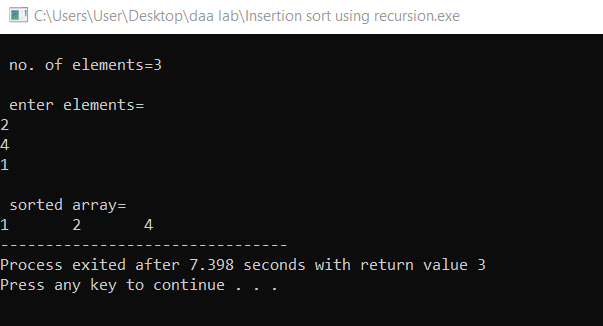 C:\Users\User\Desktop\daa lab\Insertion sort using recursion.exe
no. of elements=3
enter elements=
2
4
1
sorted array=
1 2 4
--------------------------------
Process exited after 7.398 seconds with return value 3
Press any key to continue . . .